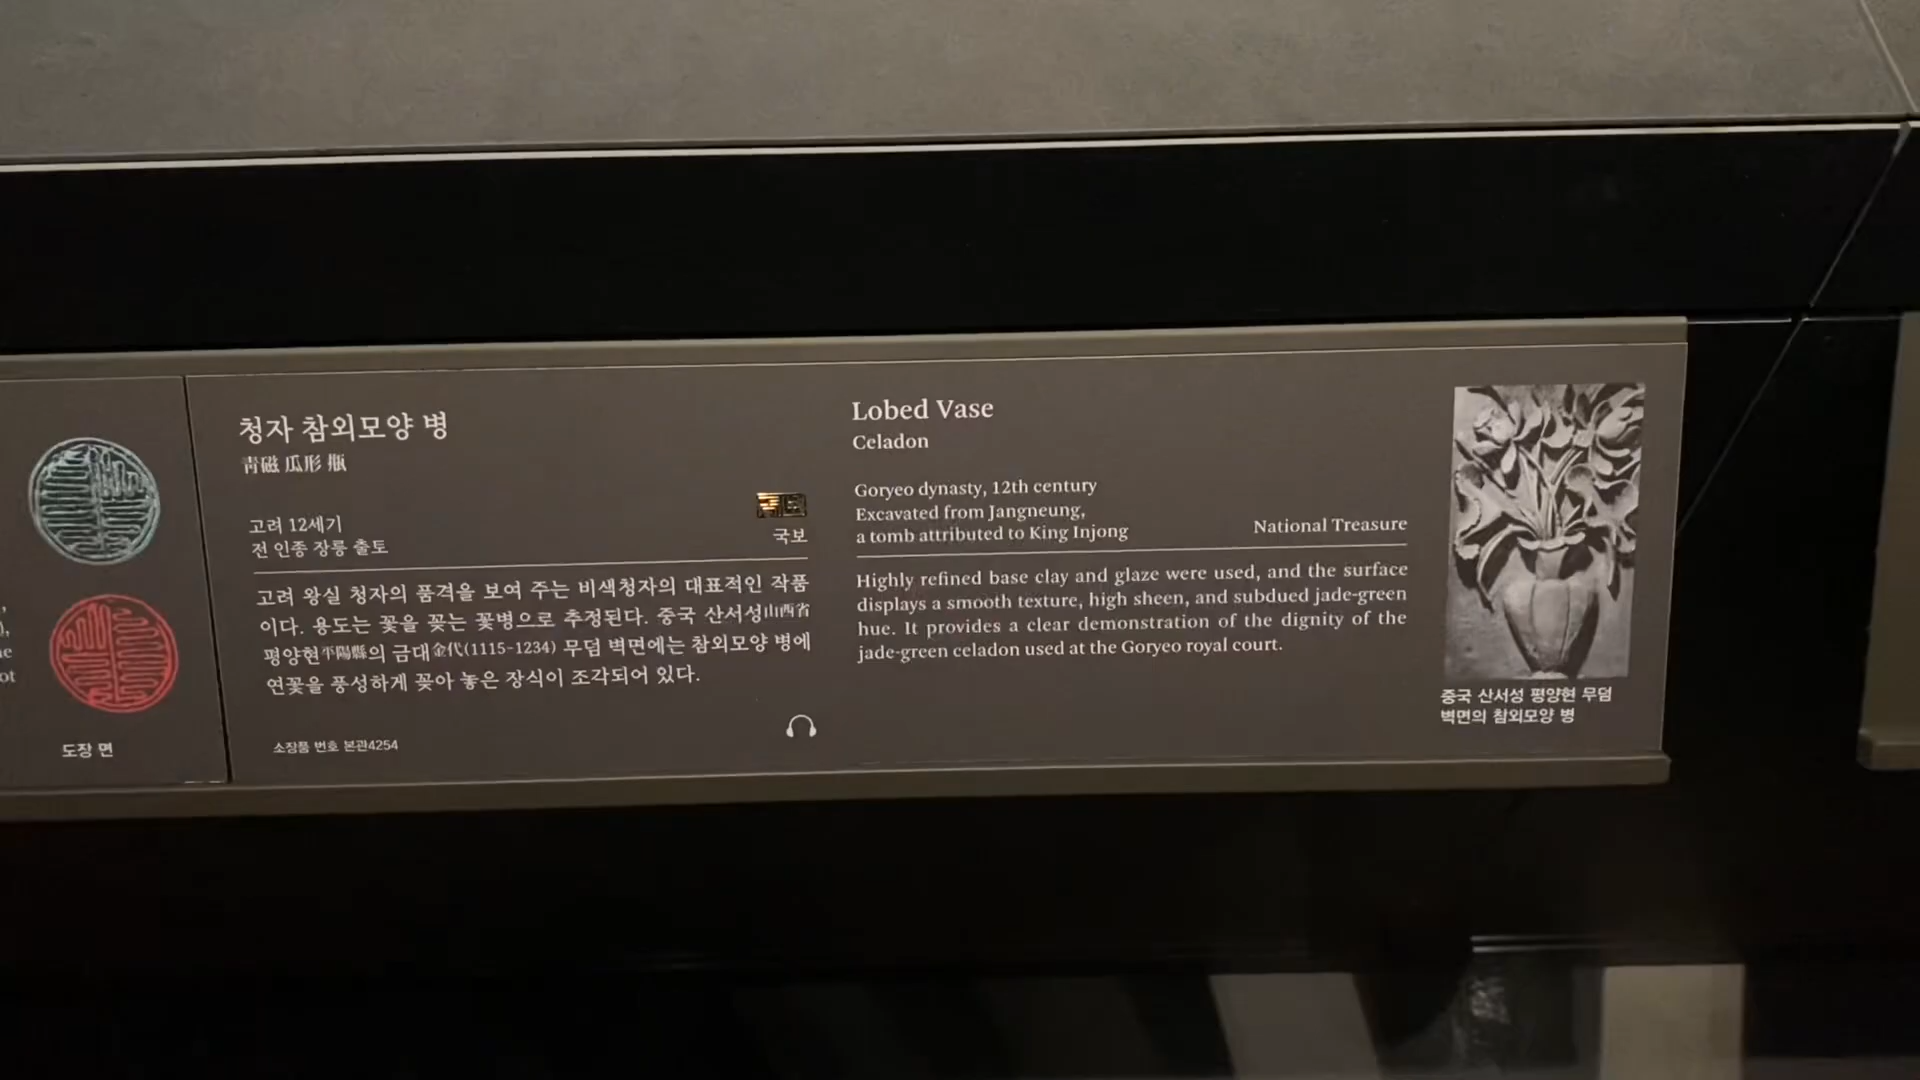 도장 면
청자 참외모양 병
靑磁 瓜形 甁
고려 12세기
전 인종 장릉 출토
국보
고려 왕실 청자의 품격을 보여 주는 비색청자의 대표적인 작품
이다. 용도는 꽃을 꽂는 꽃병으로 추정된다. 중국 산서성山西省
평양현平陽縣의 금대金代(1115-1234) 무덤 벽면에는 참외모양 병에
연꽃을 풍성하게 꽂아 놓은 장식이 조각되어 있다.
소장품 번호 본관4254
Lobed Vase
Celadon
Goryeo dynasty, 12th century
Excavated from Jangneung,
a tomb attributed to King Injong
National Treasure
Highly refined base clay and glaze were used, and the surface
displays a smooth texture, high sheen, and subdued jade-green
hue. It provides a clear demonstration of the dignity of the
jade-green celadon used at the Goryeo royal court.
중국 산서성 평양현 무덤
벽면의 참외모양 병